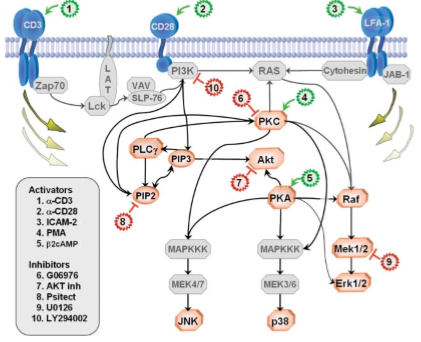 1
2
3
CD3
CD28
LFA-1
Zap70
LAT
Lck
VAV
SLP-76
PI3K
RAS
Cytohesin
JAB-1
10
6
PKC
4
PLCγ
PIP3
Akt
7
5
PIP2
8
PKA
Raf
MAPKKK
MAPKKK
Mek1/2
9
MEK4/7
MEK3/6
Erk1/2
JNK
p38
Activators
1. α-CD3
2. α-CD28
3. ICAM-2
4. PMA
5. β2cAMP
Inhibitors
6. G06976
7. AKT inh
8. Psitect
9. U0126
10. LY294002